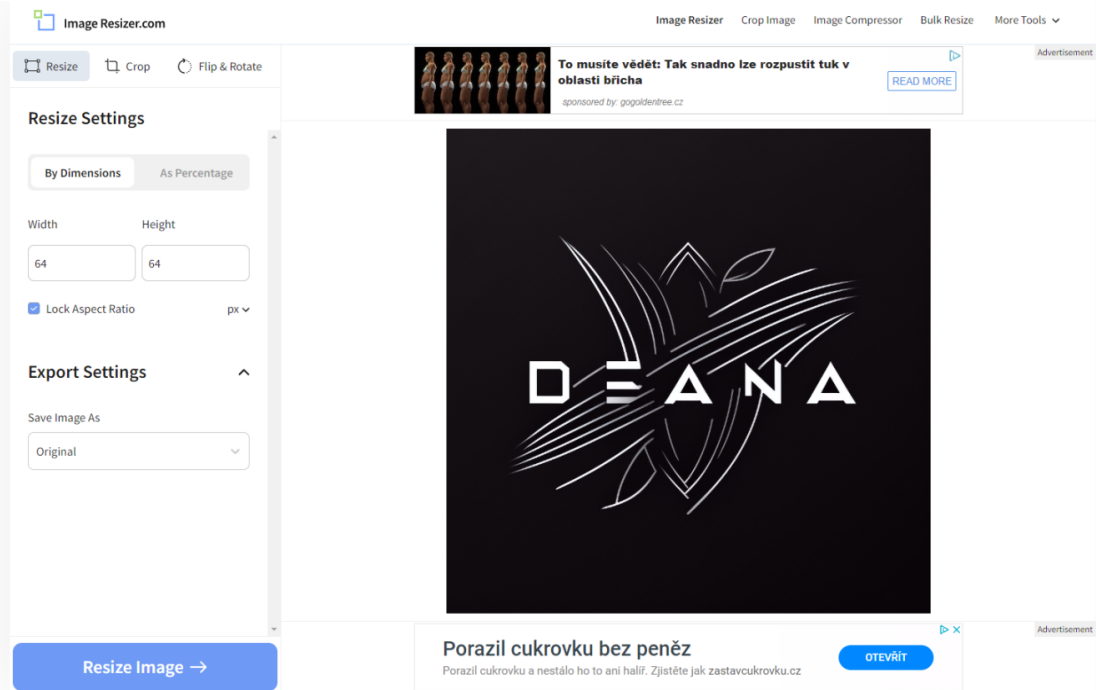 Image Resizer.com
Image Resizer Crop Image Image Compressor Bulk Resize More Tools
Resize Crop Flip & Rotate
Advertisement
To musíte vědět: Tak snadno lze rozpustit tuk v
oblasti břicha
sponsored by: gogoldentree.cz
READ MORE
Resize Settings
By Dimensions As Percentage
Width Height
64 64
Lock Aspect Ratio px
Export Settings
Save Image As
Original
Resize Image →
DEANA
Advertisement
Porazil cukrovku bez peněz
Porazil cukrovku a nestálo ho to ani halíř. Zjistěte jak zastavcukrovku.cz
OTEVŘÍT